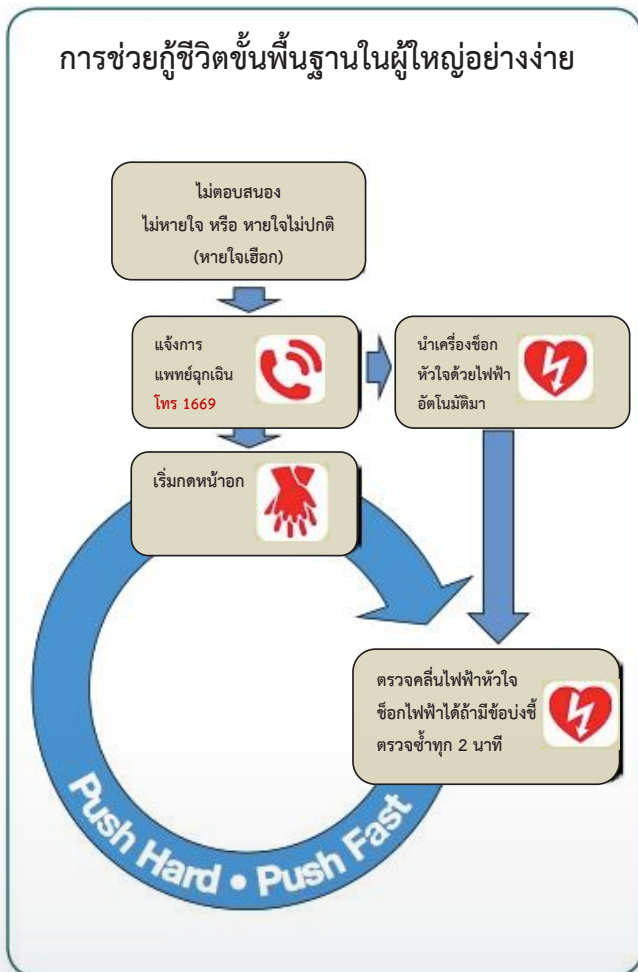 การช่วยกู้ชีวิตขั้นพื้นฐานในผู้ใหญ่อย่างง่าย
ไม่ตอบสนอง
ไม่หายใจ หรือ หายใจไม่ปกติ
(หายใจเฮือก)
แจ้งการ
แพทย์ฉุกเฉิน
โทร 1669
นำเครื่องช็อก
หัวใจด้วยไฟฟ้า
อัตโนมัติมา
เริ่มกดหน้าอก
ตรวจคลื่นไฟฟ้าหัวใจ
ช็อกไฟฟ้าได้ถ้ามีข้อบ่งชี้
ตรวจซ้ำทุก 2 นาที
Push Hard • Push Fast